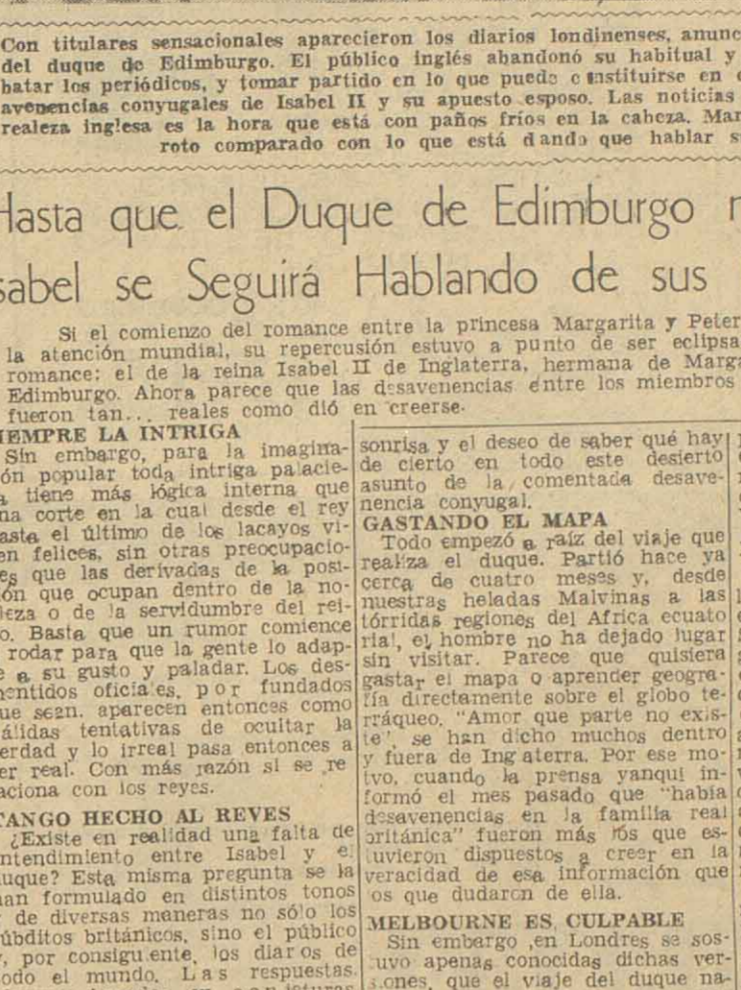 Con titulares sensacionales aparecieron los diarios londinenses, anunc
del duque de Edimburgo. El público inglés abandonó su habitual y
batar los periódicos, y tomar partido en lo que puede c nstituirse en
avenencias conyugales de Isabel II y su apuesto esposo. Las noticias
realeza inglesa es la hora que está con paños fríos en la cabeza. Mar
roto comparado con lo que está dando que hablar s
Hasta que el Duque de Edimburgo
sabel se Seguirá Hablando de sus
Si el comienzo del romance entre la princesa Margarita y Peter
la atención mundial, su repercusión estuvo a punto de ser eclipsa
romance: el de la reina Isabel II de Inglaterra, hermana de Marga
Edimburgo. Ahora parece que las desavenencias entre los miembros
fueron tan... reales como dió en creerse.
IEMPRE LA INTRIGA
Sin embargo, para la imagina-
ón popular toda intriga palacie-
a tiene más lógica interna que
na corte en la cual desde el rey
asta el último de los lacayos vi-
en felices, sin otras preocupacio-
es que las derivadas de la posi-
ión que ocupan dentro de la no-
leza o de la servidumbre del rei-
o. Basta que un rumor comience
rodar para que la gente lo adap-
e a su gusto y paladar. Los des-
mentidos oficiales, por fundados
que sean. aparecen entonces como
álidas tentativas de ocultar la
erdad y lo irreal pasa entonces a
er real. Con más razón si se re
aciona con los reyes.
TANGO HECHO AL REVES
¿Existe en realidad una falta de
ntendimiento entre Isabel y e
uque? Esta misma pregunta se la
han formulado en distintos tonos
de diversas maneras no sólo los
úbditos británicos, sino el público
, por consigu ente, los diar os de
odo el mundo. Las respuestas
sonrisa y el deseo de saber qué hay
de cierto en todo este desierto
asunto de la comentada desave-
nencia conyugal.
GASTANDO EL MAPA
Todo empezó a raíz del viaje que
realiza el duque. Partió hace ya
cerca de cuatro meses y, desde
nuestras heladas Malvinas a las
tórridas regiones del Africa ecuato
rial, el hombre no ha dejado lugar
sin visitar. Parece que quisiera
gastar el mapa o aprender geogra-
fía directamente sobre el globo te-
rráqueo. "Amor que parte no exis-
te', se han dicho muchos dentro
y fuera de Ing aterra. Por ese mo-
tivo, cuando la prensa yanqui in-
formó el mes pasado que "había
desavenencias en la familia real
británica" fueron más los que es-
tuvieron dispuestos a creer en la
veracidad de esa información que
os que dudaron de ella.
MELBOURNE ES CULPABLE
Sin embargo ,en Londres se sos-
tuvo apenas conocidas dichas ver-
siones, que el viaje del duque na-